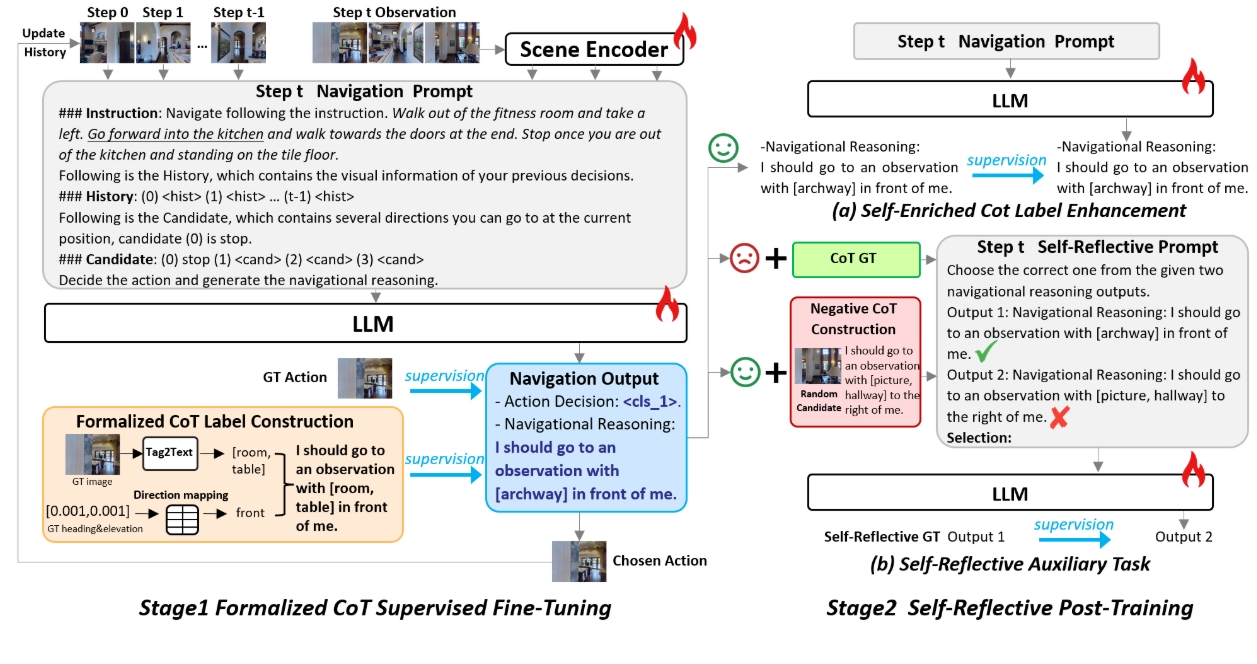 Update
History
Step 0
Step 1
...
Step t-1
Step t Observation
Scene Encoder
Step t Navigation Prompt
### Instruction: Navigate following the instruction. Walk out of the fitness room and take a
left. Go forward into the kitchen and walk towards the doors at the end. Stop once you are out
of the kitchen and standing on the tile floor.
Following is the History, which contains the visual information of your previous decisions.
### History: (0) <hist> (1) <hist> … (t-1) <hist>
Following is the Candidate, which contains several directions you can go to at the current
position, candidate (0) is stop.
### Candidate: (0) stop (1) <cand> (2) <cand> (3) <cand>
Decide the action and generate the navigational reasoning.
LLM
GT Action
supervision
Navigation Output
- Action Decision: <cls_1>.
- Navigational Reasoning:
I should go to an
observation with
[archway] in front of me.
Formalized CoT Label Construction
GT image
Tag2Text
[room,
table]
Direction mapping
[0.001,0.001]
GT heading&elevation
front
I should go to
an observation
with [room,
table] in front
of me.
supervision
Chosen Action
Stage1 Formalized CoT Supervised Fine-Tuning
Step t Navigation Prompt
LLM
-Navigational Reasoning:
I should go to an observation
with [archway] in front of me.
supervision
-Navigational Reasoning:
I should go to an observation
with [archway] in front of me.
(a) Self-Enriched Cot Label Enhancement
+
CoT GT
+
Negative CoT
Construction
Random
Candidate
I should go to
an observation
with [picture,
hallway] to the
right of me.
Step t Self-Reflective Prompt
Choose the correct one from the given two
navigational reasoning outputs.
Output 1: Navigational Reasoning: I should go
to an observation with [archway] in front of
me.
Output 2: Navigational Reasoning: I should go
to an observation with [picture, hallway] to
the right of me.
Selection:
LLM
Self-Reflective GT Output 1
supervision
Output 2
(b) Self-Reflective Auxiliary Task
Stage2 Self-Reflective Post-Training